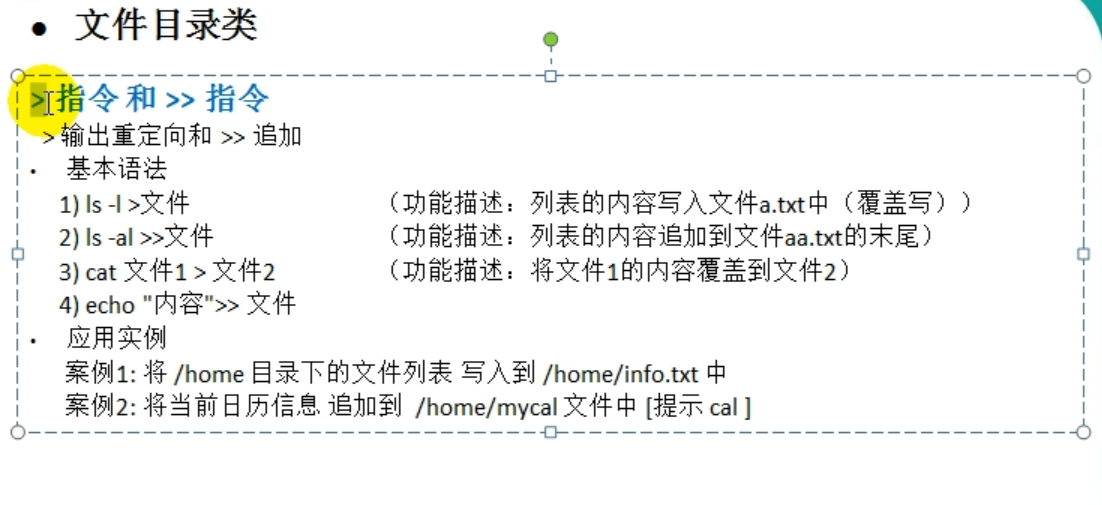 • 文件目录类
> 指令 和 >> 指令
> 输出重定向和 >> 追加
• 基本语法
1) ls -l >文件 （功能描述：列表的内容写入文件a.txt中（覆盖写））
2) ls -al >>文件 （功能描述：列表的内容追加到文件aa.txt的末尾）
3) cat 文件1 > 文件2 （功能描述：将文件1的内容覆盖到文件2）
4) echo "内容">> 文件
• 应用实例
案例1: 将 /home 目录下的文件列表 写入到 /home/info.txt 中
案例2: 将当前日历信息 追加到 /home/mycal 文件中 [提示 cal ]